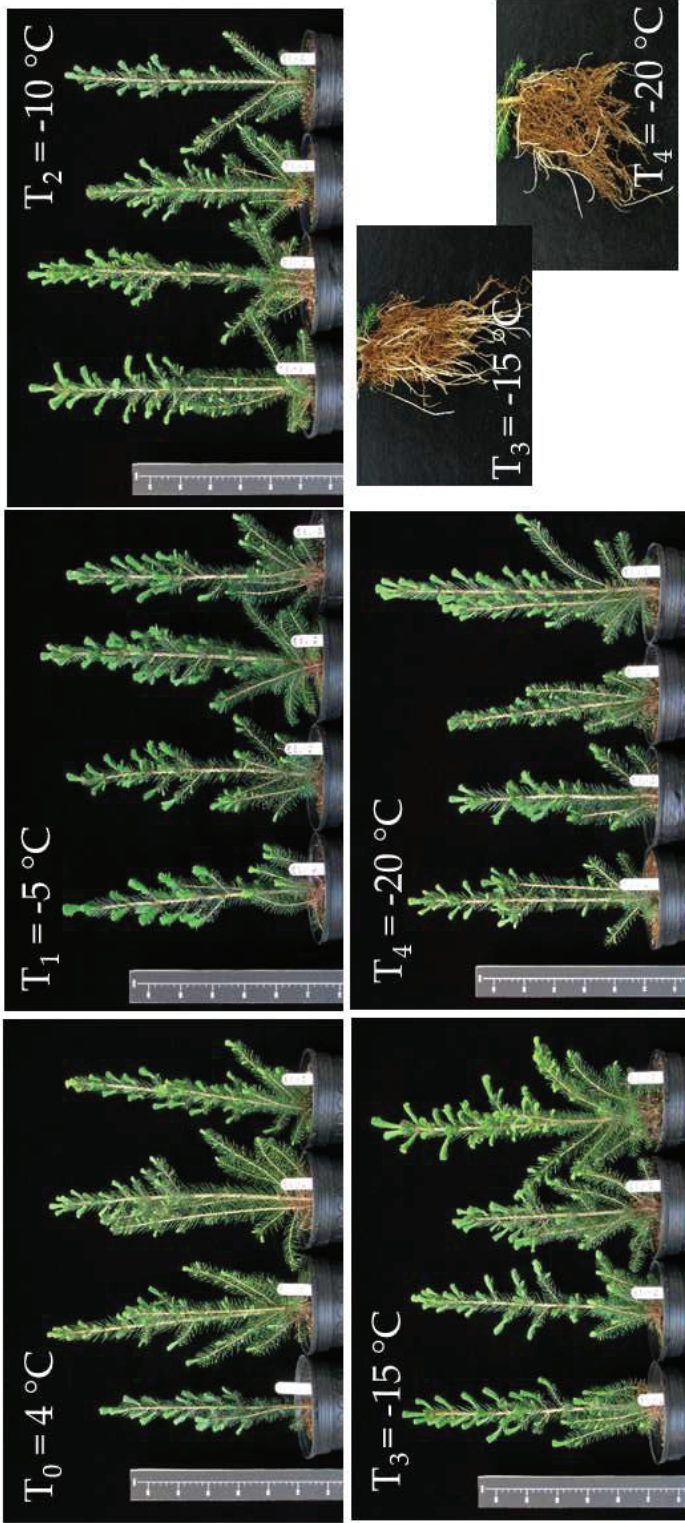 T₀ = 4 °C
T₁ = -5 °C
T₂ = -10 °C
T₃ = -15 °C
T₄ = -20 °C
T₃ = -15 °C
T₄ = -20 °C